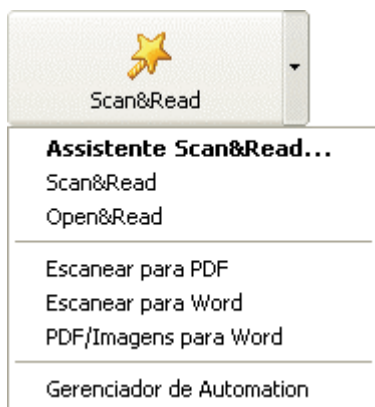 Scan&Read
Assistente Scan&Read...
Scan&Read
Open&Read
Escanear para PDF
Escanear para Word
PDF/Imagens para Word
Gerenciador de Automation